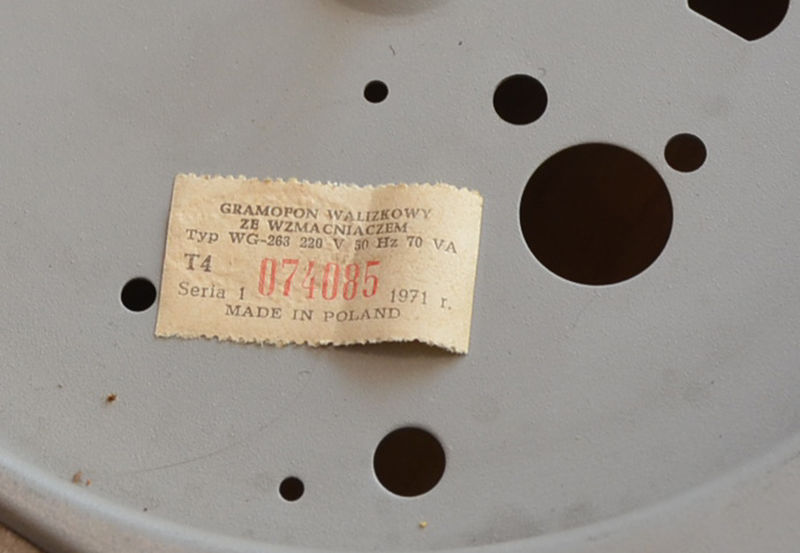 GRAMOFON WALIZKOWY
ZE WZMACNIACZEM
Typ WG-263 220 V 50 Hz 70 VA
T4
074085
Seria 1 1971 r.
MADE IN POLAND